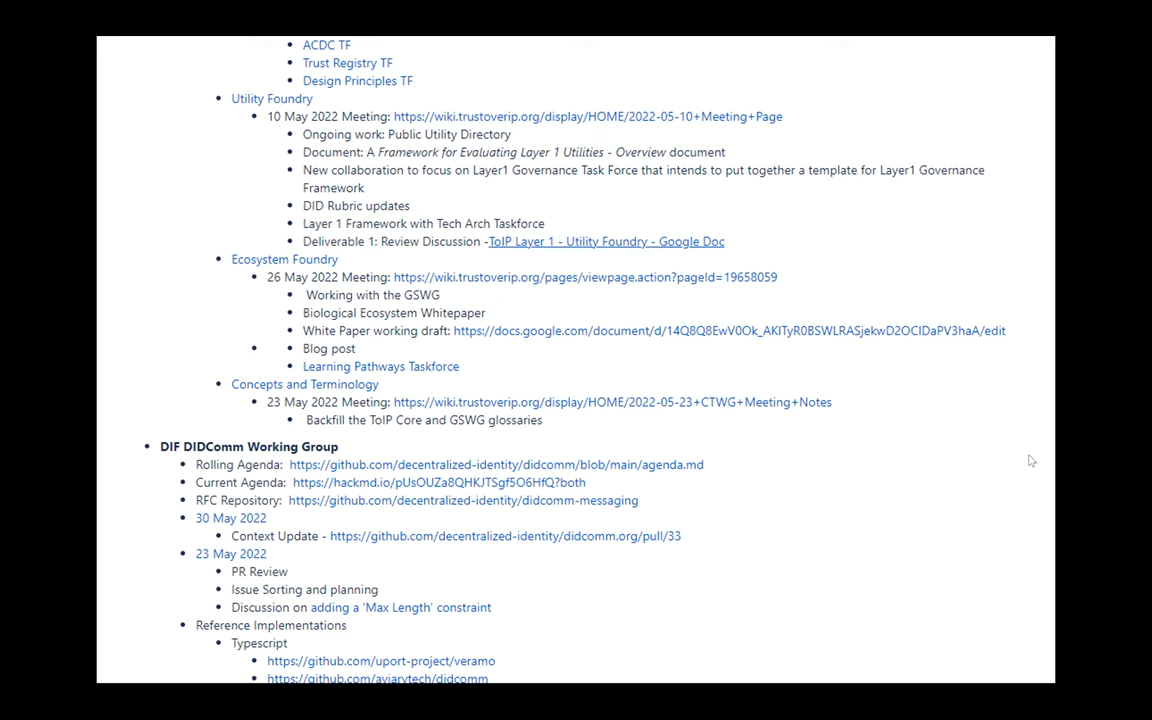 ACDC TF
Trust Registry TF
Design Principles TF
Utility Foundry
10 May 2022 Meeting: https://wiki.trustoverip.org/display/HOME/2022-05-10+Meeting+Page
Ongoing work: Public Utility Directory
Document: A Framework for Evaluating Layer 1 Utilities - Overview document
New collaboration to focus on Layer1 Governance Task Force that intends to put together a template for Layer1 Governance
Framework
DID Rubric updates
Layer 1 Framework with Tech Arch Taskforce
Deliverable 1: Review Discussion -ToIP Layer 1 - Utility Foundry - Google Doc
Ecosystem Foundry
26 May 2022 Meeting: https://wiki.trustoverip.org/pages/viewpage.action?pageId=19658059
Working with the GSWG
Biological Ecosystem Whitepaper
White Paper working draft: https://docs.google.com/document/d/14Q8Q8EwV0Ok_AKITyR0BSWLRASjekwD2OCIDaPV3haA/edit
Blog post
Learning Pathways Taskforce
Concepts and Terminology
23 May 2022 Meeting: https://wiki.trustoverip.org/display/HOME/2022-05-23+CTWG+Meeting+Notes
Backfill the ToIP Core and GSWG glossaries
DIF DIDComm Working Group
Rolling Agenda: https://github.com/decentralized-identity/didcomm/blob/main/agenda.md
Current Agenda: https://hackmd.io/pUsOUZa8QHKJTSgf5O6HfQ?both
RFC Repository: https://github.com/decentralized-identity/didcomm-messaging
30 May 2022
Context Update - https://github.com/decentralized-identity/didcomm.org/pull/33
23 May 2022
PR Review
Issue Sorting and planning
Discussion on adding a 'Max Length' constraint
Reference Implementations
Typescript
https://github.com/uport-project/veramo
https://github.com/aviarytech/didcomm